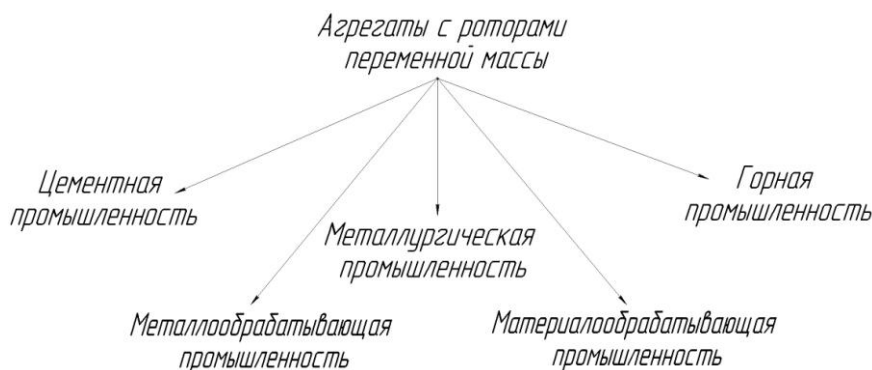 Агрегаты с роторами
переменной массы
Цементная
промышленность
Горная
промышленность
Металлургическая
промышленность
Металлообрабатывающая
промышленность
Материалообрабатывающая
промышленность